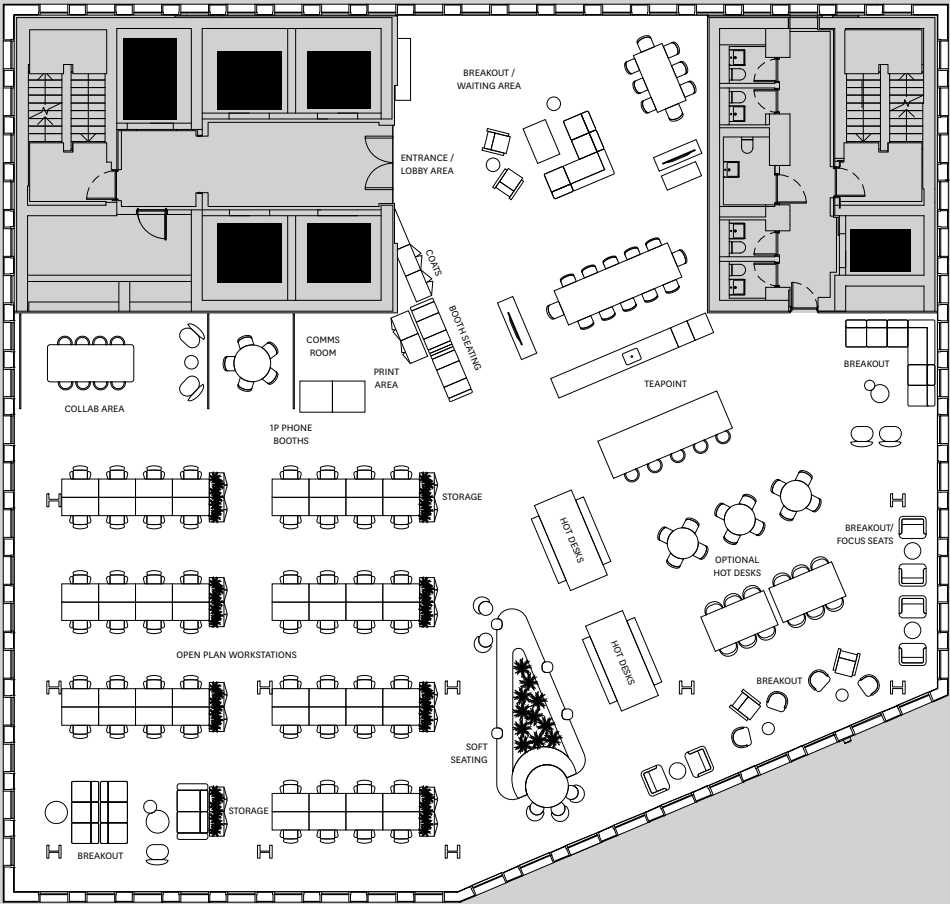 BREAKOUT /
WAITING AREA
ENTRANCE /
LOBBY AREA
COATS
BOOTH SEATING
COMMS
ROOM
PRINT
AREA
COLLAB AREA
1P PHONE
BOOTHS
TEAPOINT
BREAKOUT
STORAGE
HOT DESKS
BREAKOUT/
FOCUS SEATS
OPTIONAL
HOT DESKS
OPEN PLAN WORKSTATIONS
HOT DESKS
BREAKOUT
SOFT
SEATING
STORAGE
BREAKOUT